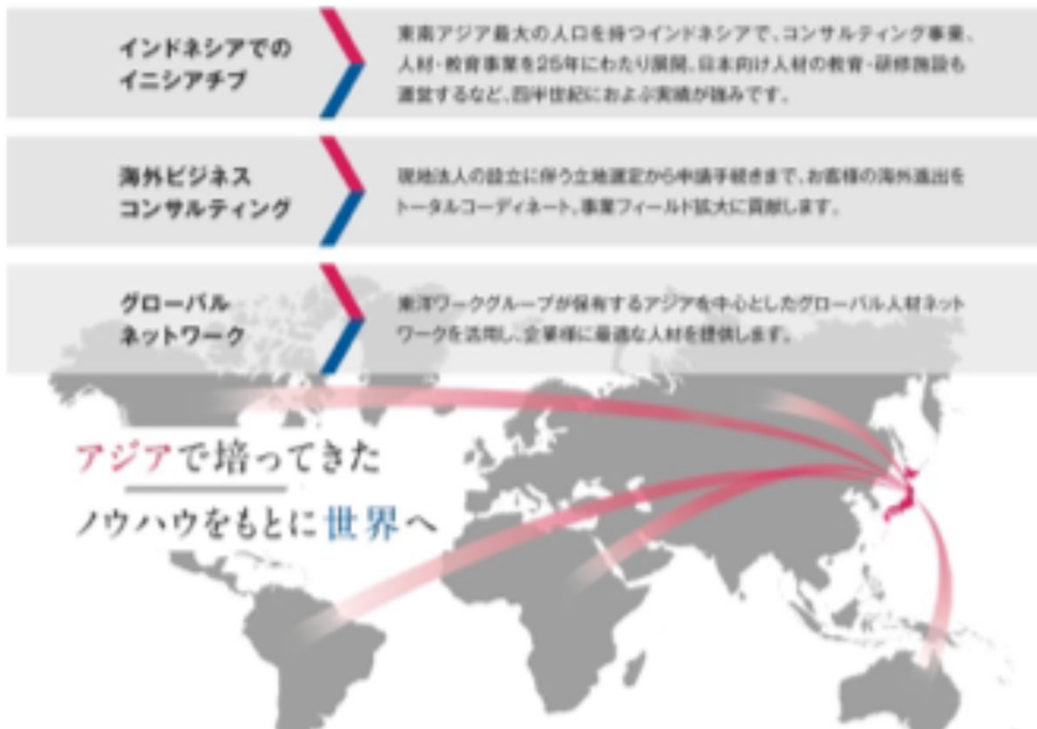 インドネシアでの
イニシアチブ
東南アジア最大の人口を持つインドネシアで、コンサルティング事業、
人材・教育事業を25年にわたり展開。日本向け人材の教育・研修施設も
運営するなど、四半世紀におよぶ実績が強みです。
海外ビジネス
コンサルティング
現地法人の設立に伴う立地選定から申請手続きまで、お客様の海外進出を
トータルコーディネート。事業フィールド拡大に貢献します。
グローバル
ネットワーク
東洋ワークグループが保有するアジアを中心としたグローバル人材ネット
ワークを活用し、企業様に最適な人材を提供します。
アジアで培ってきた
ノウハウをもとに世界へ